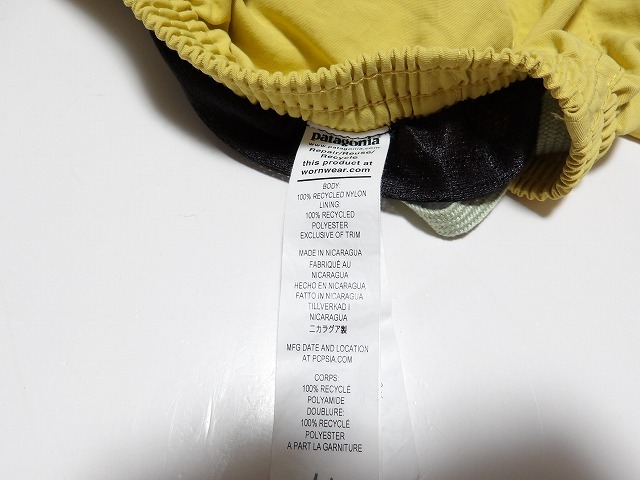 patagonia
www.patagonia.com
Repair/Reuse/
Recycle
this product at
wornwear.com
BODY:
100% RECYCLED NYLON
LINING:
100% RECYCLED
POLYESTER
EXCLUSIVE OF TRIM
MADE IN NICARAGUA
FABRIQUÉ AU
NICARAGUA
HECHO EN NICARAGUA
FATTO IN NICARAGUA
TILLVERKAD I
NICARAGUA
ニカラグア製
MFG DATE AND LOCATION
AT PCPSIA.COM
CORPS:
100% RECYCLÉ
POLYAMIDE
DOUBLURE:
100% RECYCLÉ
POLYESTER
A PART LA GARNITURE